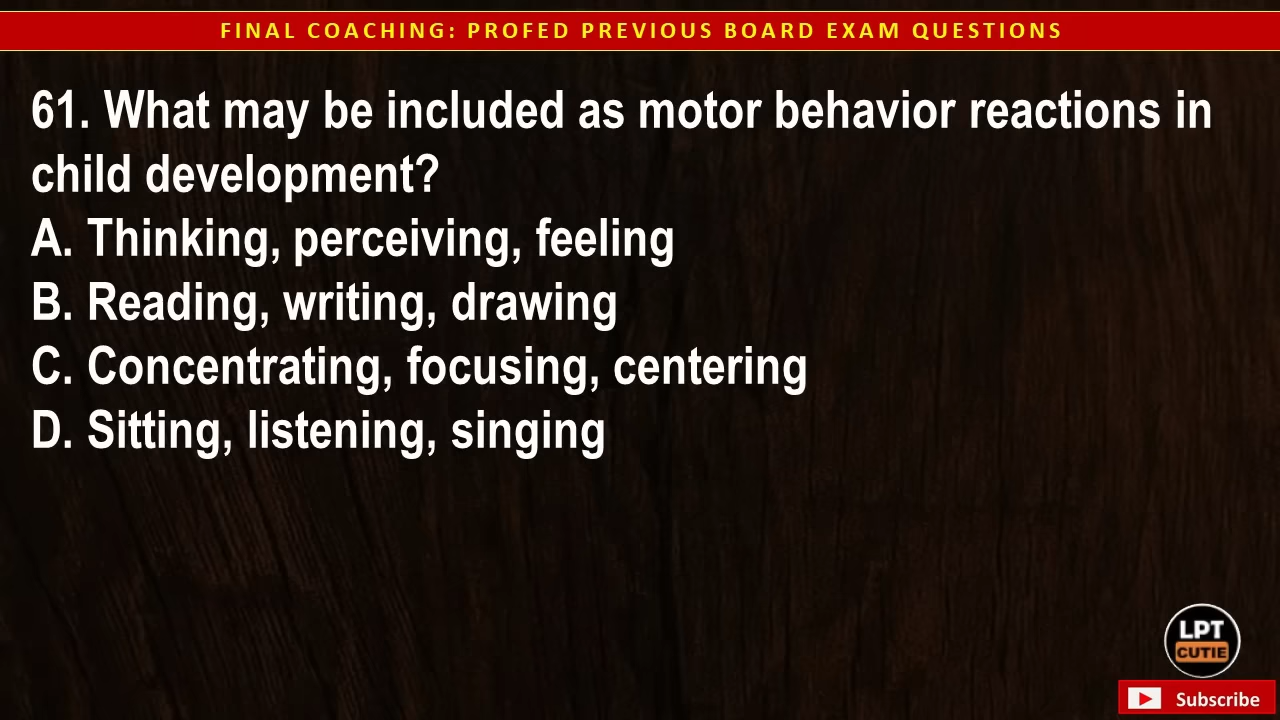 FINAL COACHING: PROFED PREVIOUS BOARD EXAM QUESTIONS
61. What may be included as motor behavior reactions in
child development?
A. Thinking, perceiving, feeling
B. Reading, writing, drawing
C. Concentrating, focusing, centering
D. Sitting, listening, singing
LPT
CUTIE
Subscribe